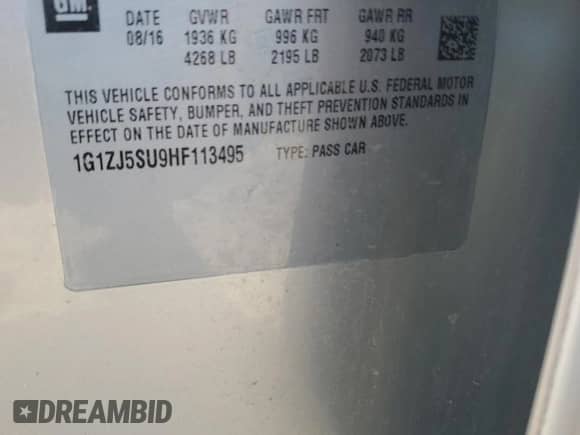 GM
DATE GVWR GAWR FRT GAWR RR
08/16 1936 KG 996 KG 940 KG
4268 LB 2195 LB 2073 LB
THIS VEHICLE CONFORMS TO ALL APPLICABLE U.S. FEDERAL MOTOR
VEHICLE SAFETY, BUMPER, AND THEFT PREVENTION STANDARDS IN
EFFECT ON THE DATE OF MANUFACTURE SHOWN ABOVE.
1G1ZJ5SU9HF113495 TYPE: PASS CAR
DREAMBID